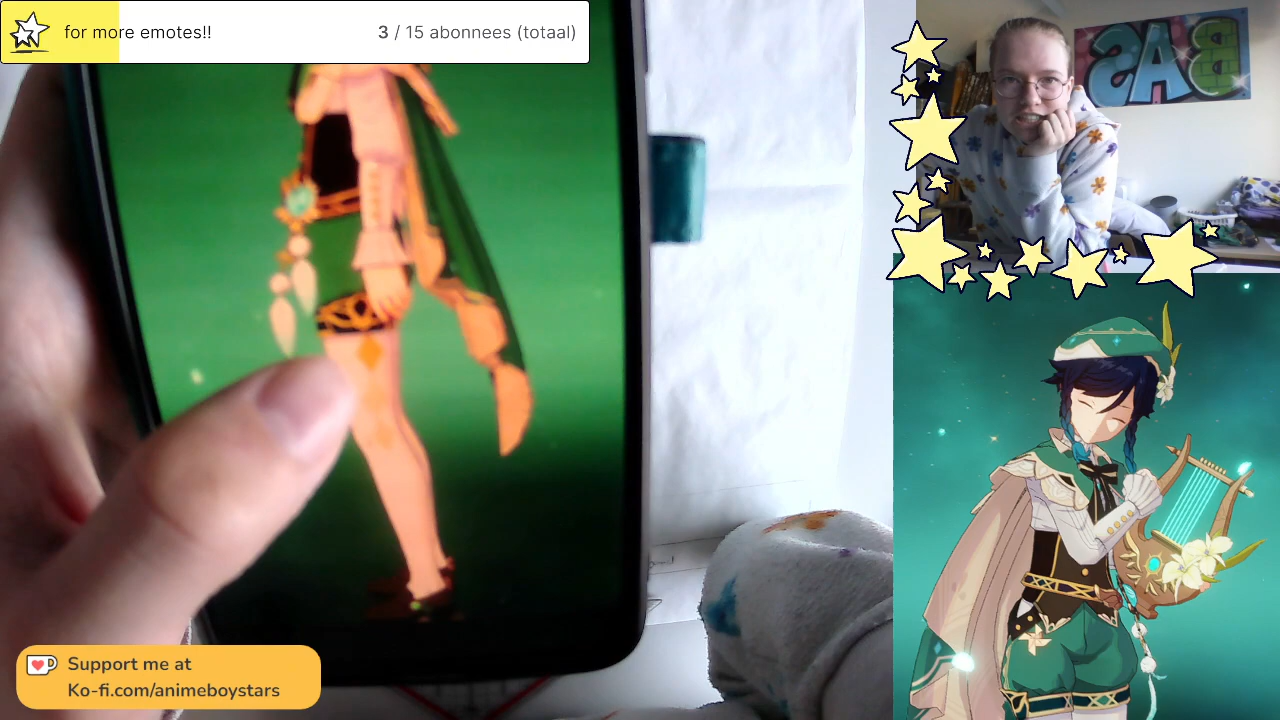 for more emotes!!
3 / 15 abonnees (totaal)
BAS
Support me at
Ko-fi.com/animeboystars